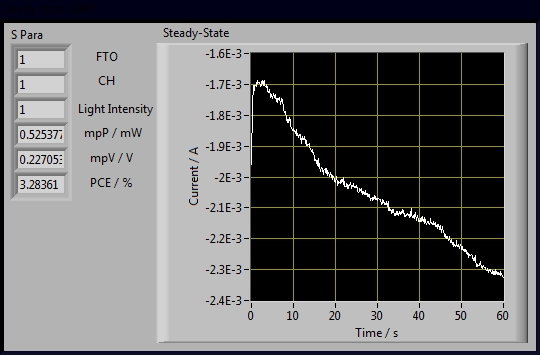 S Para
1 FTO
1 CH
1 Light Intensity
0.525377 mpP / mW
0.227053 mpV / V
3.28361 PCE / %
Steady-State
Current / A
-1.6E-3
-1.7E-3
-1.8E-3
-1.9E-3
-2E-3
-2.1E-3
-2.2E-3
-2.3E-3
-2.4E-3
0 10 20 30 40 50 60
Time / s